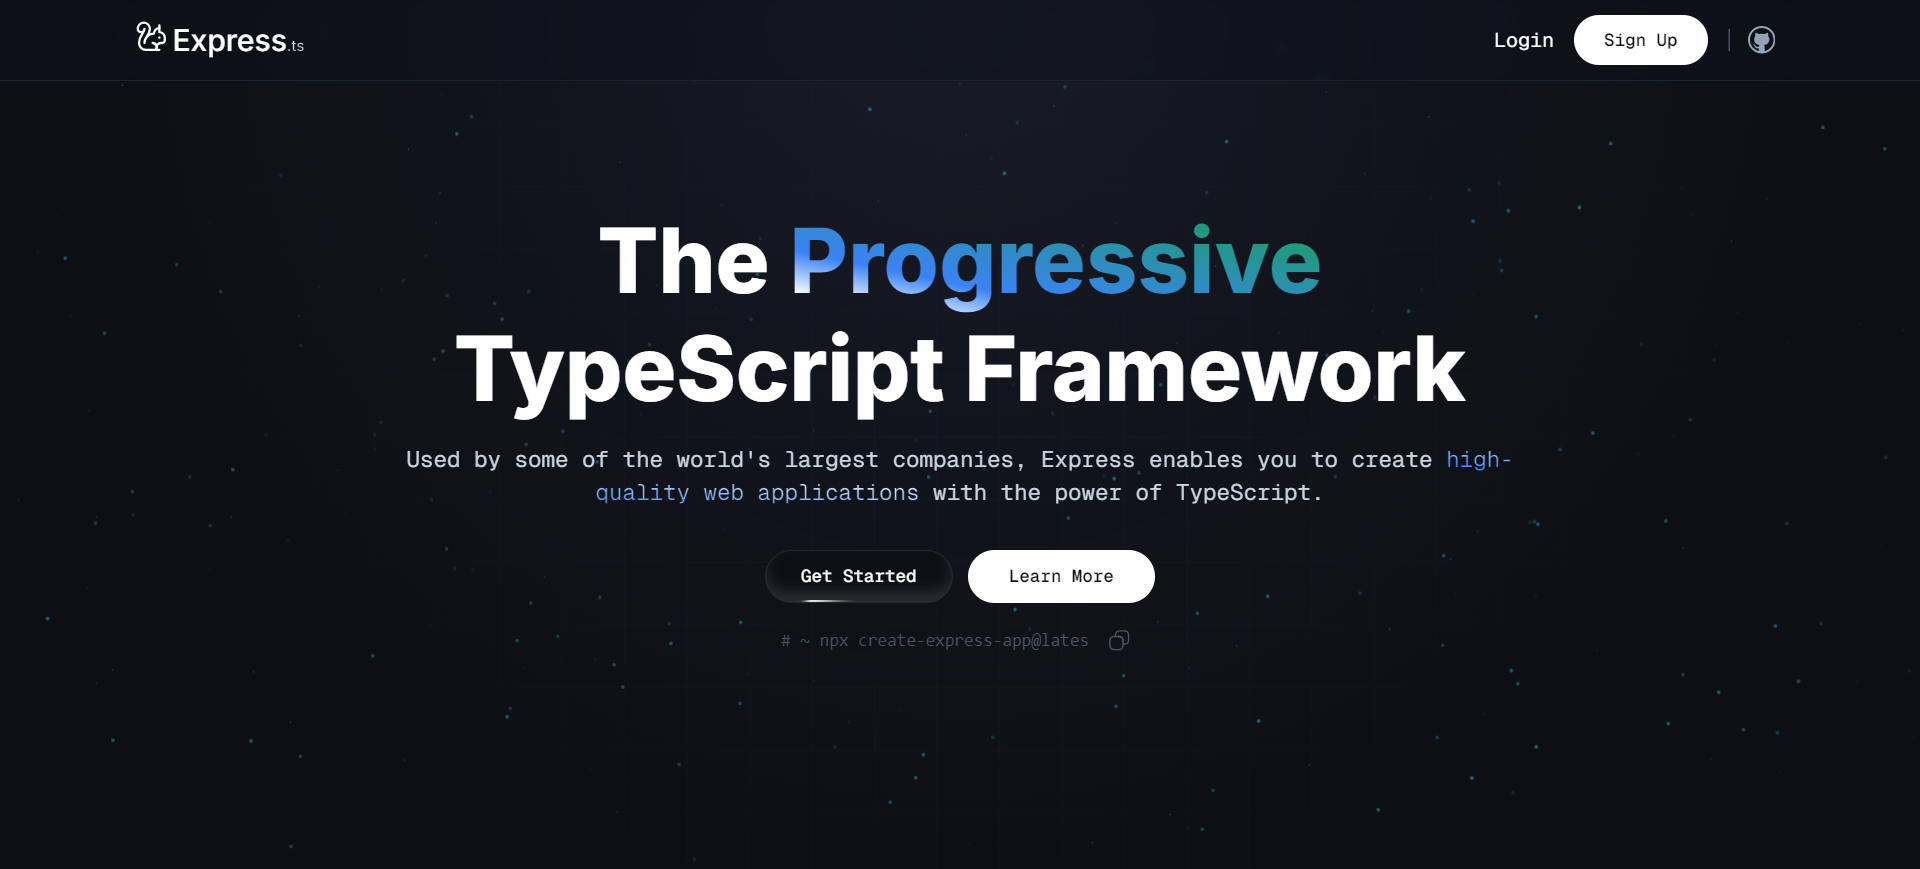 Express.ts
Login
Sign Up
The Progressive
TypeScript Framework
Used by some of the world's largest companies, Express enables you to create high-
quality web applications with the power of TypeScript.
Get Started
Learn More
# ~ npx create-express-app@lates